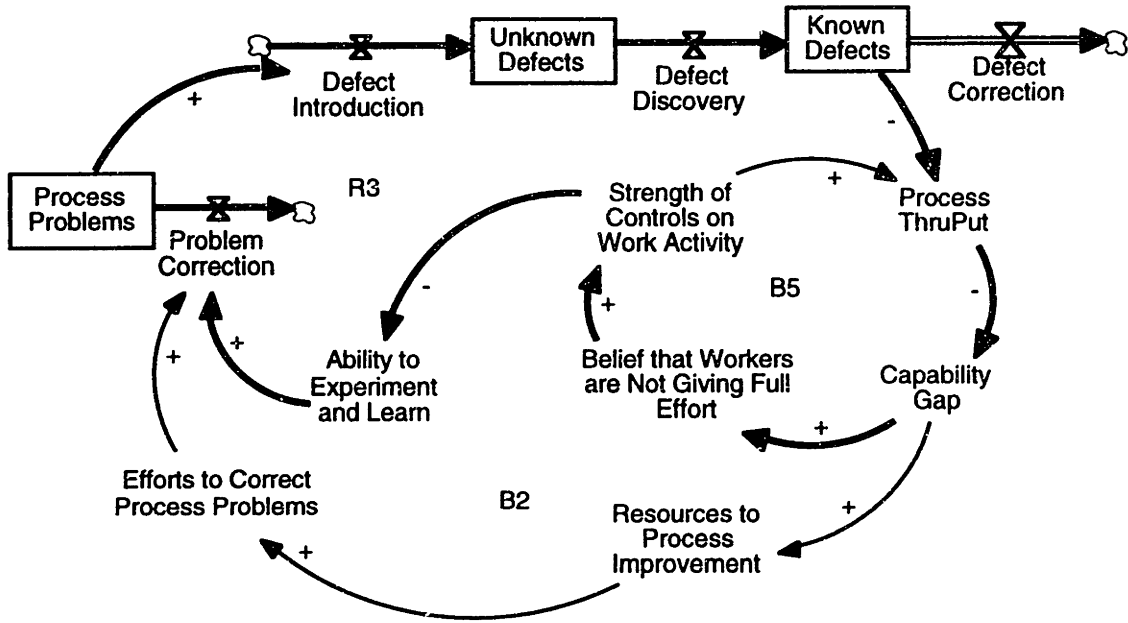 Unknown
Defects
Known
Defects
Defect
Introduction
Defect
Discovery
Defect
Correction
+
-
Process
Problems
R3
Strength of
Controls on
Work Activity
+
Process
ThruPut
Problem
Correction
-
B5
-
+
+
+
Ability to
Experiment
and Learn
Belief that Workers
are Not Giving Full
Effort
Capability
Gap
+
Efforts to Correct
Process Problems
B2
Resources to
Process
Improvement
+
+